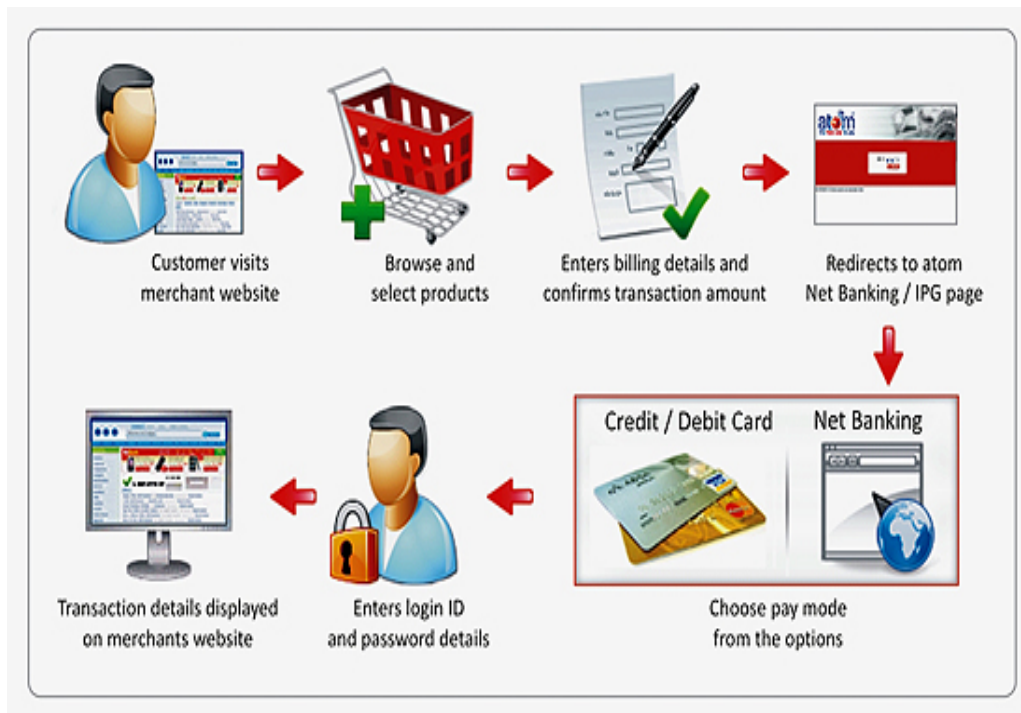 Customer visits
merchant website
Browse and
select products
Enters billing details and
confirms transaction amount
atom
Redirects to atom
Net Banking / IPG page
Credit / Debit Card
Net Banking
Choose pay mode
from the options
Enters login ID
and password details
Transaction details displayed
on merchants website